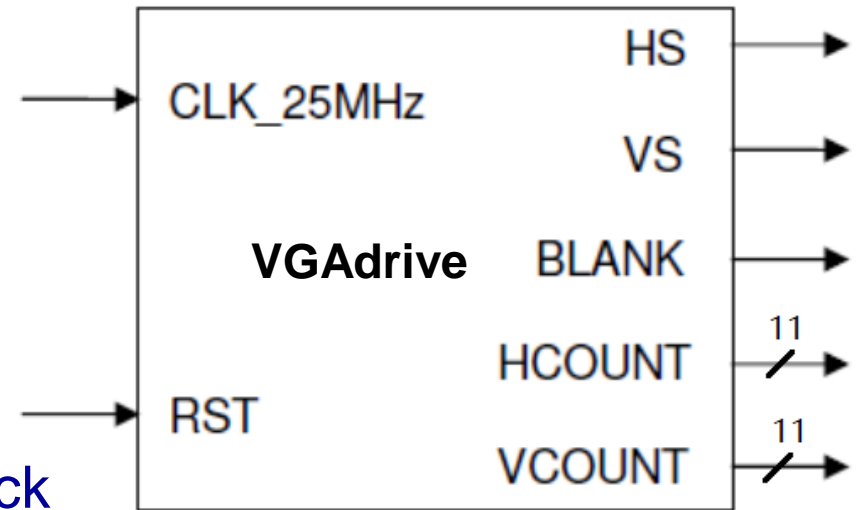 HS
CLK_25MHz
VS
VGAdrive
BLANK
11
HCOUNT
RST
11
VCOUNT